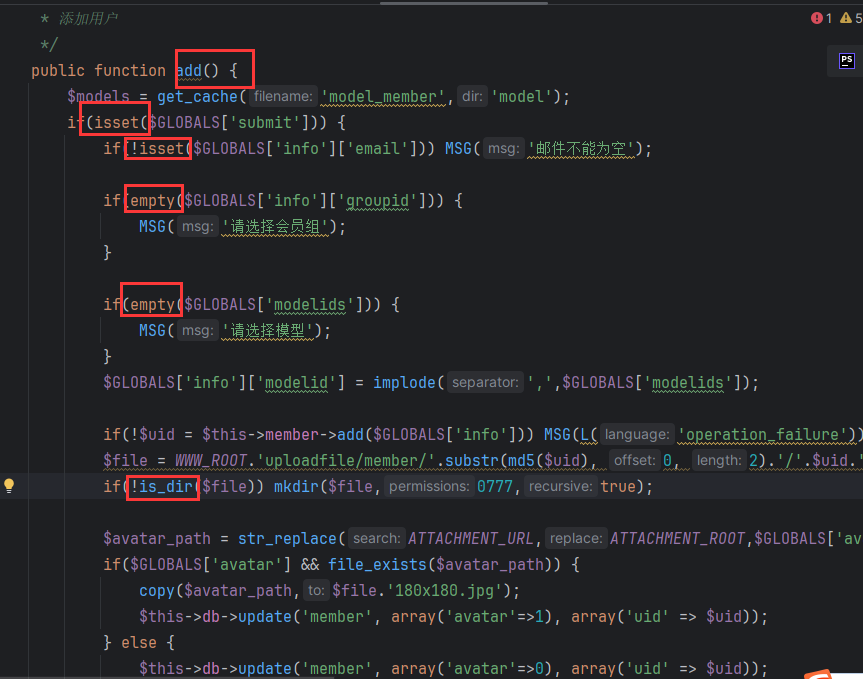 * 添加用户
*/
public function add() {
$models = get_cache( filename: 'model_member', dir: 'model');
if(isset($GLOBALS['submit'])) {
if(!isset($GLOBALS['info']['email'])) MSG( msg: '邮件不能为空');
if(empty($GLOBALS['info']['groupid'])) {
MSG( msg: '请选择会员组');
}
if(empty($GLOBALS['modelids'])) {
MSG( msg: '请选择模型');
}
$GLOBALS['info']['modelid'] = implode( separator: ',',$GLOBALS['modelids']);
if(!$uid = $this->member->add($GLOBALS['info'])) MSG(L( language: 'operation_failure'))
$file = WWW_ROOT.'uploadfile/member/'.substr(md5($uid), offset: 0, length: 2).'/'.$uid.'
if(!is_dir($file)) mkdir($file, permissions: 0777, recursive: true);
$avatar_path = str_replace( search: ATTACHMENT_URL, replace: ATTACHMENT_ROOT,$GLOBALS['av
if($GLOBALS['avatar'] && file_exists($avatar_path)) {
copy($avatar_path, to: $file.'180x180.jpg');
$this->db->update('member', array('avatar'=>1), array('uid' => $uid));
} else {
$this->db->update('member', array('avatar'=>0), array('uid' => $uid));
1 5
PS